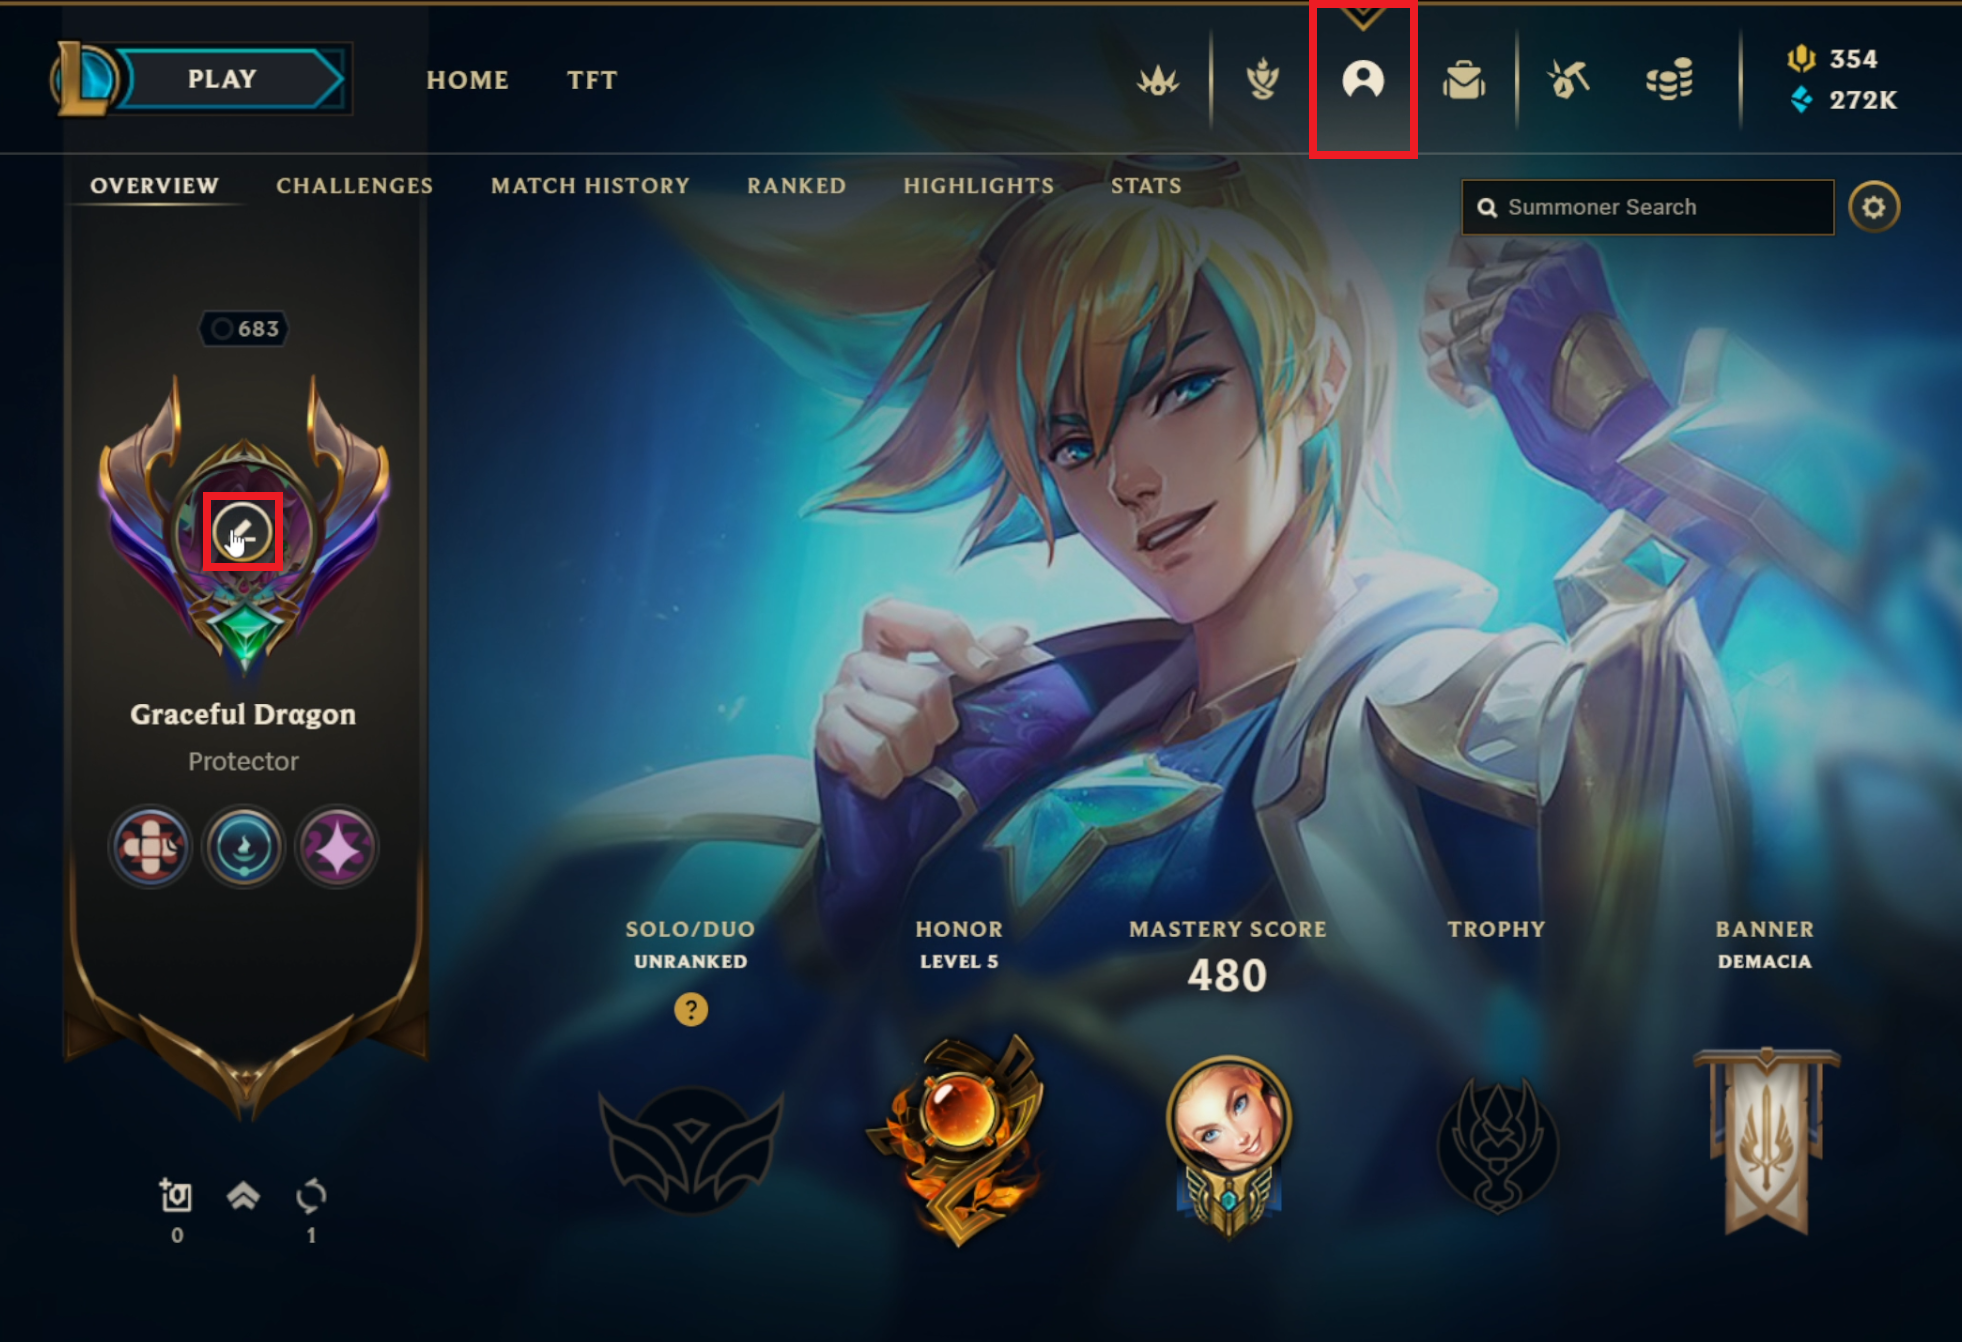 PLAY
HOME
TFT
354
272K
OVERVIEW
CHALLENGES
MATCH HISTORY
RANKED
HIGHLIGHTS
STATS
Summoner Search
683
Graceful Drαgon
Protector
SOLO/DUO
UNRANKED
?
HONOR
LEVEL 5
MASTERY SCORE
480
TROPHY
BANNER
DEMACIA
0
1